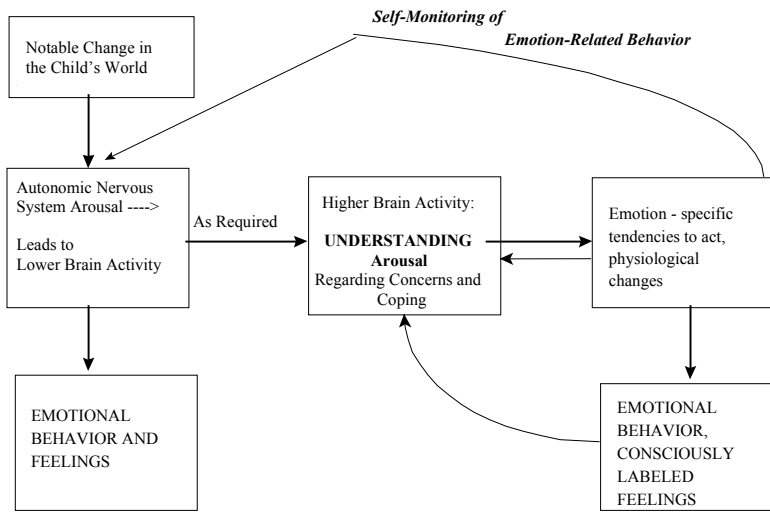 Self-Monitoring of
Emotion-Related Behavior
Notable Change in
the Child's World
Autonomic Nervous
System Arousal ---->
Leads to
Lower Brain Activity
As Required
Higher Brain Activity:
UNDERSTANDING
Arousal
Regarding Concerns and
Coping
Emotion - specific
tendencies to act,
physiological
changes
EMOTIONAL
BEHAVIOR AND
FEELINGS
EMOTIONAL
BEHAVIOR,
CONSCIOUSLY
LABELED
FEELINGS